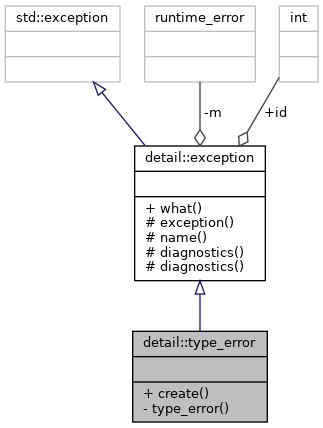 std::exception
runtime_error
int
-m
+id
detail::exception
+ what()
# exception()
# name()
# diagnostics()
# diagnostics()
detail::type_error
+ create()
- type_error()